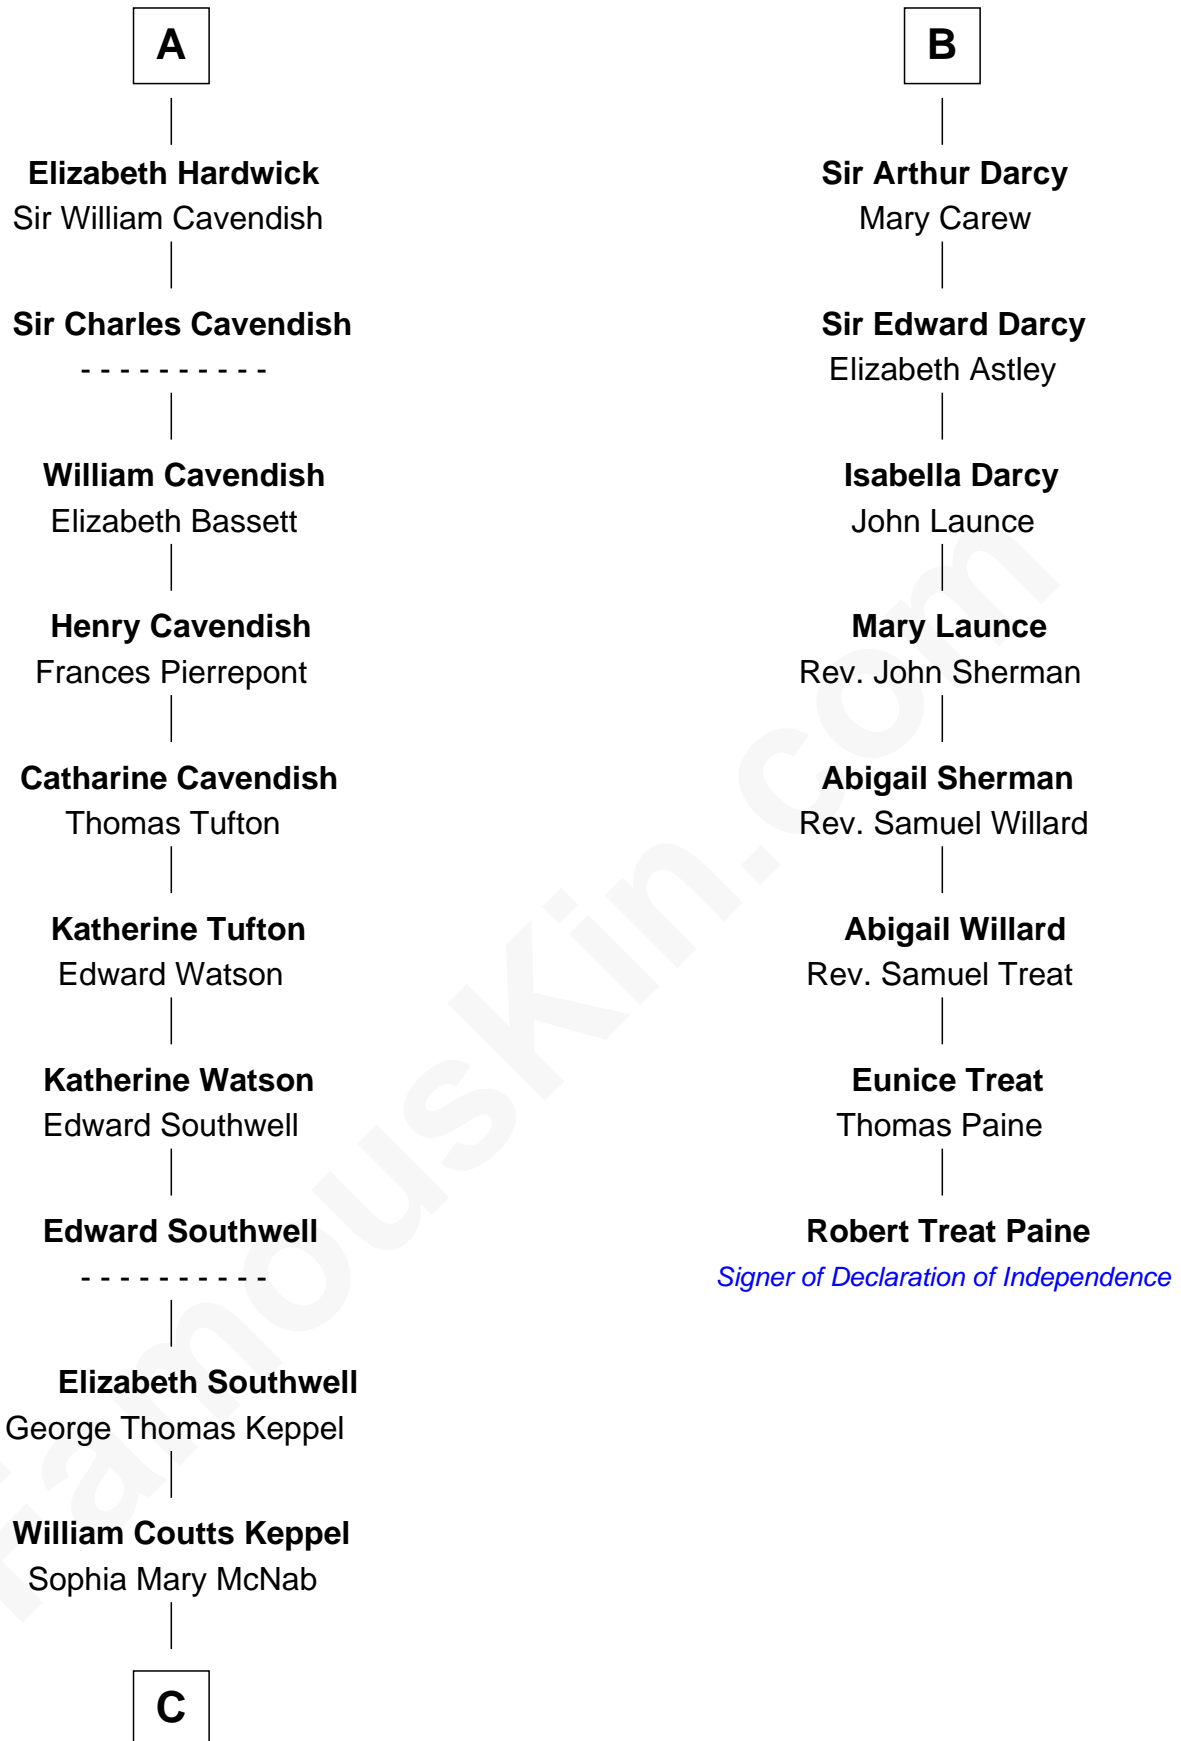 A
Elizabeth Hardwick
Sir William Cavendish
Sir Charles Cavendish
- - - - - - - - - -
William Cavendish
Elizabeth Bassett
Henry Cavendish
Frances Pierrepont
Catharine Cavendish
Thomas Tufton
Katherine Tufton
Edward Watson
Katherine Watson
Edward Southwell
Edward Southwell
- - - - - - - - - -
Elizabeth Southwell
George Thomas Keppel
William Coutts Keppel
Sophia Mary McNab
C
B
Sir Arthur Darcy
Mary Carew
Sir Edward Darcy
Elizabeth Astley
Isabella Darcy
John Launce
Mary Launce
Rev. John Sherman
Abigail Sherman
Rev. Samuel Willard
Abigail Willard
Rev. Samuel Treat
Eunice Treat
Thomas Paine
Robert Treat Paine
Signer of Declaration of Independence
FamousKin.com